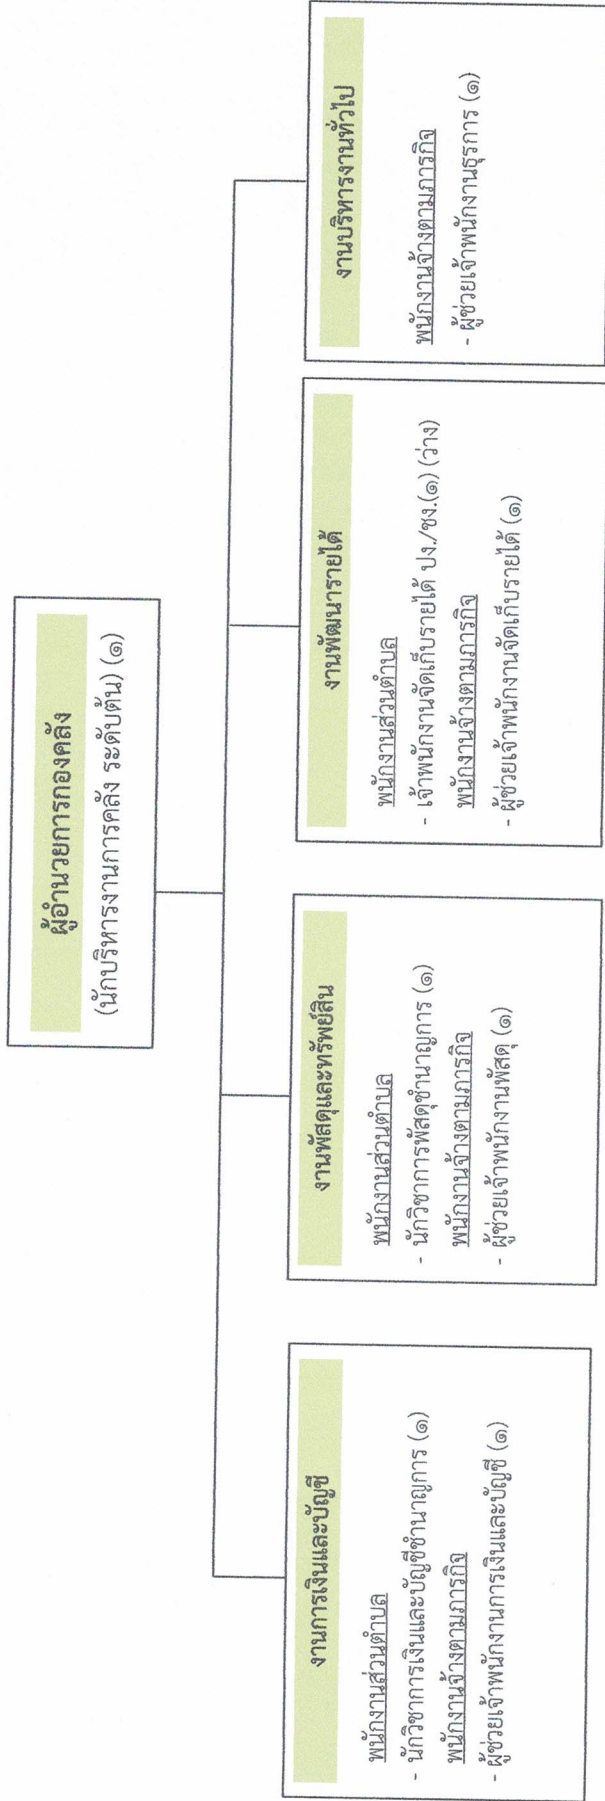 ผู้อำนวยการกองคลัง
(นักบริหารงานการคลัง ระดับต้น) (๑)
งานการเงินและบัญชี
พนักงานส่วนตำบล
- นักวิชาการเงินและบัญชีชำนาญการ (๑)
พนักงานจ้างตามภารกิจ
- ผู้ช่วยเจ้าพนักงานการเงินและบัญชี (๑)
งานพัสดุและทรัพย์สิน
พนักงานส่วนตำบล
- นักวิชาการพัสดุชำนาญการ (๑)
พนักงานจ้างตามภารกิจ
- ผู้ช่วยเจ้าพนักงานพัสดุ (๑)
งานพัฒนารายได้
พนักงานส่วนตำบล
- เจ้าพนักงานจัดเก็บรายได้ ปง./ชง.(๑) (ว่าง)
พนักงานจ้างตามภารกิจ
- ผู้ช่วยเจ้าพนักงานจัดเก็บรายได้ (๑)
งานบริหารงานทั่วไป
พนักงานจ้างตามภารกิจ
- ผู้ช่วยเจ้าพนักงานธุรการ (๑)